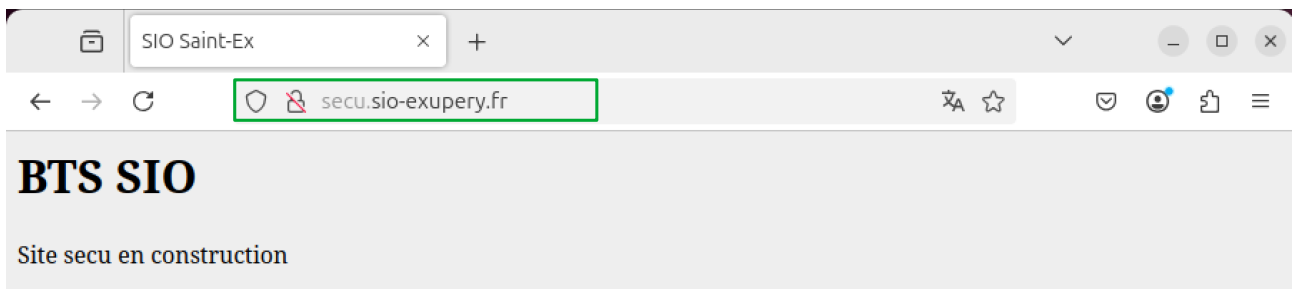 SIO Saint-Ex
secu.sio-exupery.fr
BTS SIO
Site secu en construction